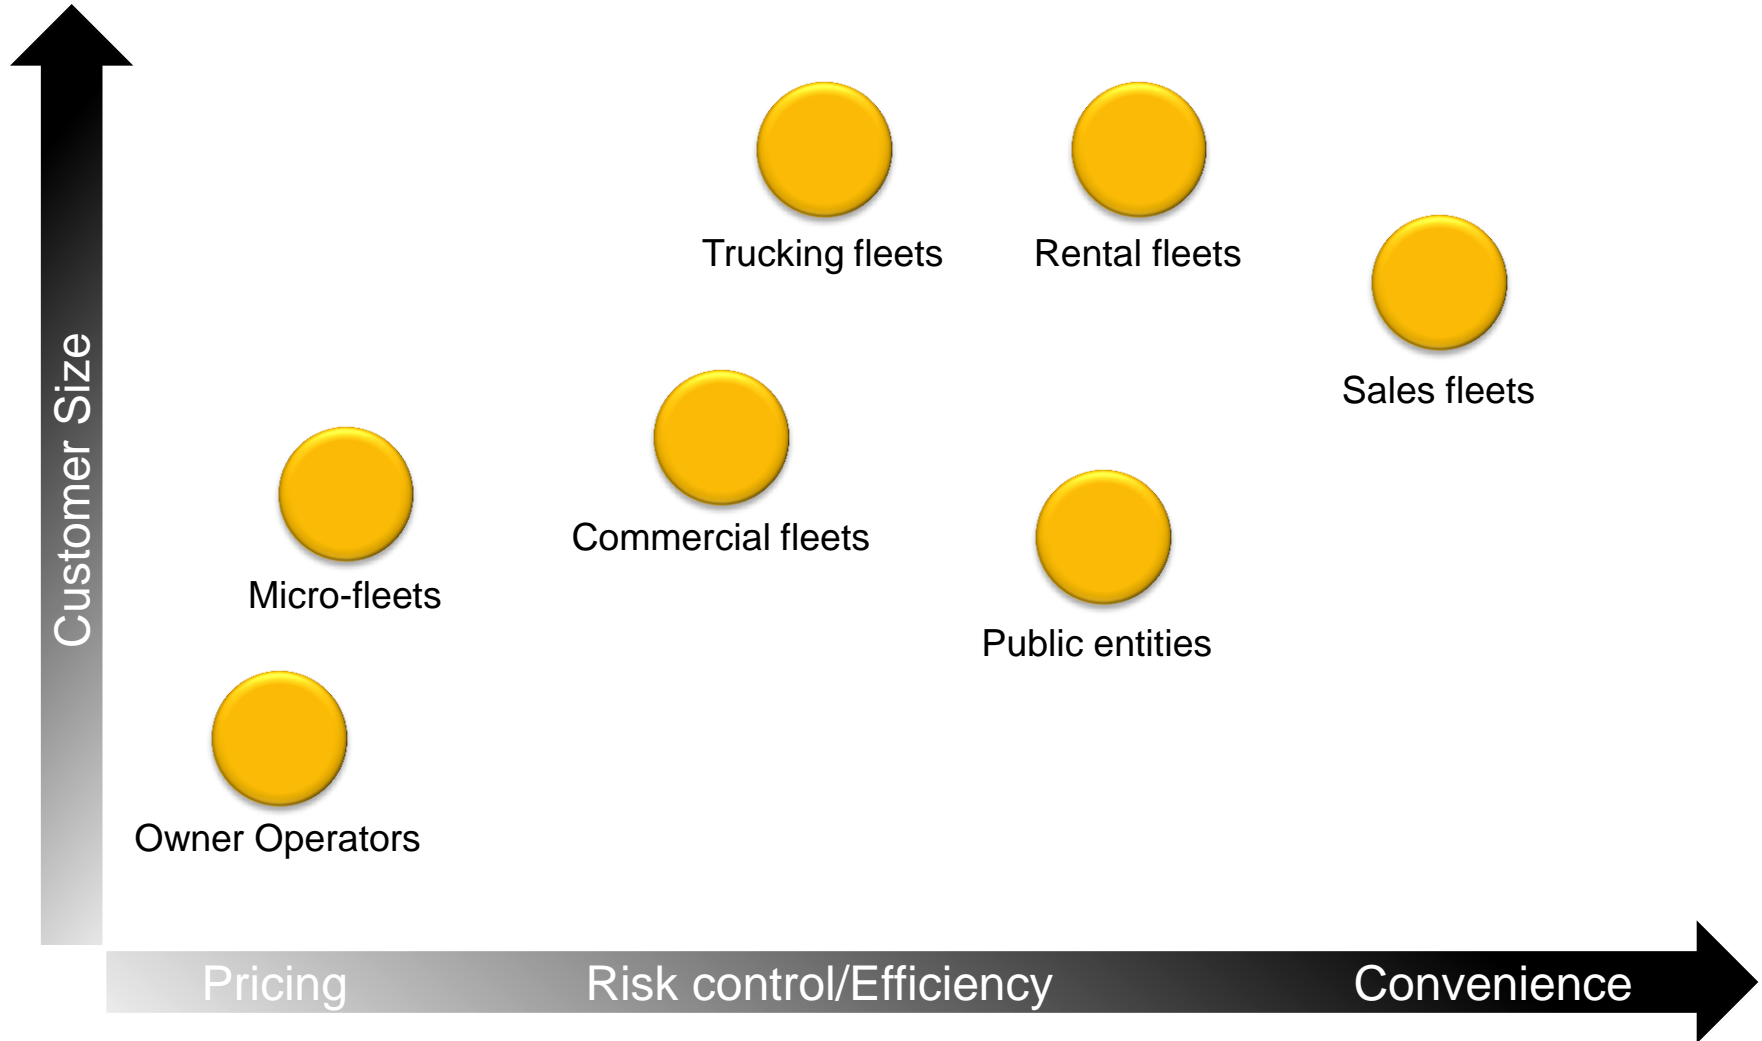 Customer Size
Trucking fleets
Rental fleets
Sales fleets
Commercial fleets
Micro-fleets
Public entities
Owner Operators
Pricing
Risk control/Efficiency
Convenience